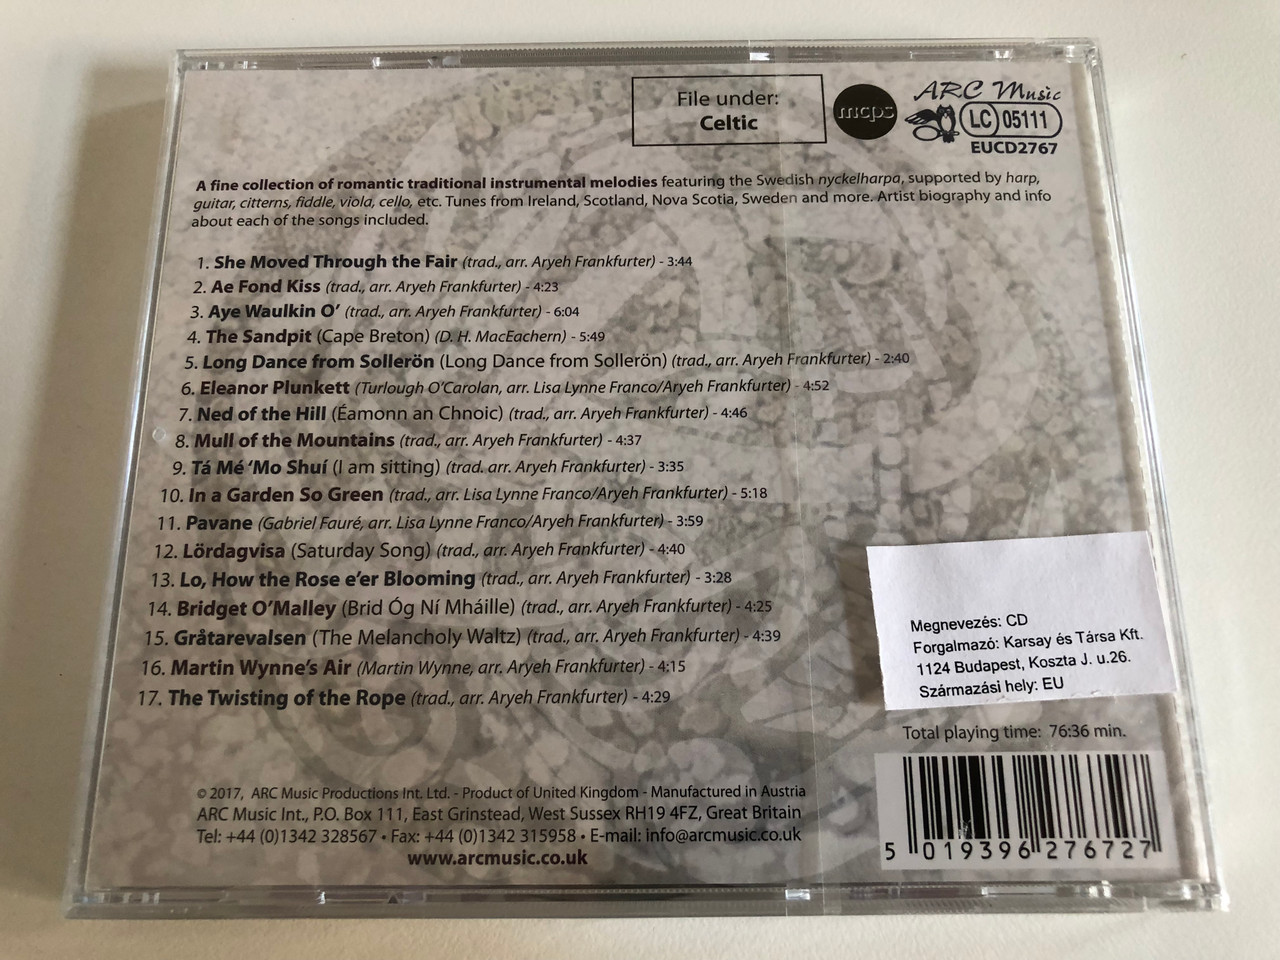 File under:
Celtic
mcps
ARC Music
LC 05111
EUCD2767
A fine collection of romantic traditional instrumental melodies featuring the Swedish nyckelharpa, supported by harp,
guitar, citterns, fiddle, viola, cello, etc. Tunes from Ireland, Scotland, Nova Scotia, Sweden and more. Artist biography and info
about each of the songs included.
1. She Moved Through the Fair (trad., arr. Aryeh Frankfurter) - 3:44
2. Ae Fond Kiss (trad., arr. Aryeh Frankfurter) - 4:23
3. Aye Waulkin O' (trad., arr. Aryeh Frankfurter) - 6:04
4. The Sandpit (Cape Breton) (D. H. MacEachern) - 5:49
5. Long Dance from Sollerön (Long Dance from Sollerön) (trad., arr. Aryeh Frankfurter) - 2:40
6. Eleanor Plunkett (Turlough O'Carolan, arr. Lisa Lynne Franco/Aryeh Frankfurter) - 4:52
7. Ned of the Hill (Éamonn an Chnoic) (trad., arr. Aryeh Frankfurter) - 4:46
8. Mull of the Mountains (trad., arr. Aryeh Frankfurter) - 4:37
9. Tá Mé 'Mo Shuí (I am sitting) (trad. arr. Aryeh Frankfurter) - 3:35
10. In a Garden So Green (trad., arr. Lisa Lynne Franco/Aryeh Frankfurter) - 5:18
11. Pavane (Gabriel Fauré, arr. Lisa Lynne Franco/Aryeh Frankfurter) - 3:59
12. Lördagvisa (Saturday Song) (trad., arr. Aryeh Frankfurter) - 4:40
13. Lo, How the Rose e'er Blooming (trad., arr. Aryeh Frankfurter) - 3:28
14. Bridget O'Malley (Brid Óg Ní Mháille) (trad., arr. Aryeh Frankfurter) - 4:25
15. Gråtarevalsen (The Melancholy Waltz) (trad., arr. Aryeh Frankfurter) - 4:39
16. Martin Wynne's Air (Martin Wynne, arr. Aryeh Frankfurter) - 4:15
17. The Twisting of the Rope (trad., arr. Aryeh Frankfurter) - 4:29
Megnevezés: CD
Forgalmazó: Karsay és Társa Kft.
1124 Budapest, Koszta J. u.26.
Származási hely: EU
Total playing time: 76:36 min.
© 2017, ARC Music Productions Int. Ltd. - Product of United Kingdom - Manufactured in Austria
ARC Music Int., P.O. Box 111, East Grinstead, West Sussex RH19 4FZ, Great Britain
Tel: +44 (0)1342 328567 • Fax: +44 (0)1342 315958 • E-mail: info@arcmusic.co.uk
www.arcmusic.co.uk
5 019396 276727